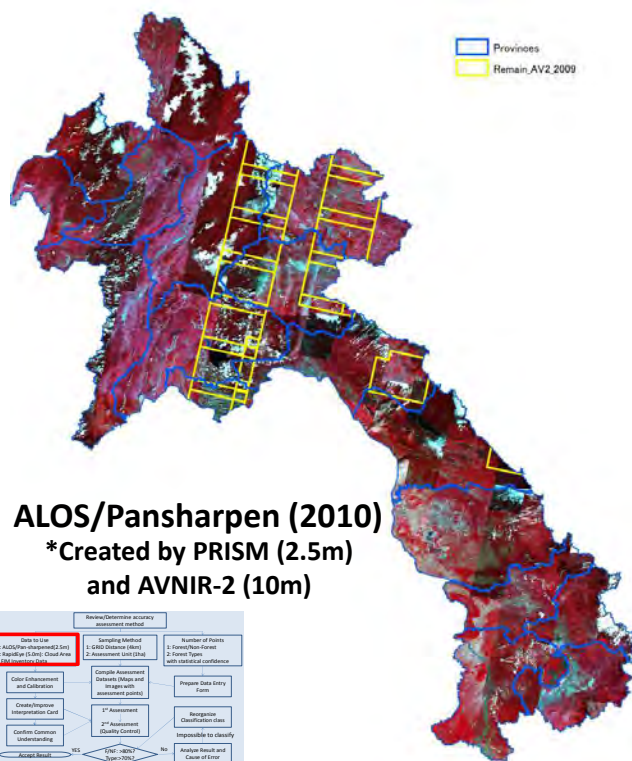 Provinces
Remain_AV2_2009
ALOS/Pansharpen (2010)
*Created by PRISM (2.5m)
and AVNIR-2 (10m)
Review/Determine accuracy
assessment method
Data to Use
ALOS/Pan-sharpened(2.5m)
RapidEye (5.0m): Cloud Area
FIM Inventory Data
Sampling Method
1: GRID Distance (4km)
2: Assessment Unit (1ha)
Number of Points
1: Forest/Non-Forest
2: Forest Types
with statistical confidence
Color Enhancement
and Calibration
Compile Assessment
Datasets (Maps and
Images with
assessment points)
Prepare Data Entry
Form
Create/Improve
Interpretation Card
1st Assessment
2nd Assessment
(Quality Control)
Reorganize
Classification class
Confirm Common
Understanding
Impossible to classify
Accept Result
YES
F/NF: >80%?
Type:>70%?
No
Analyze Result and
Cause of Error